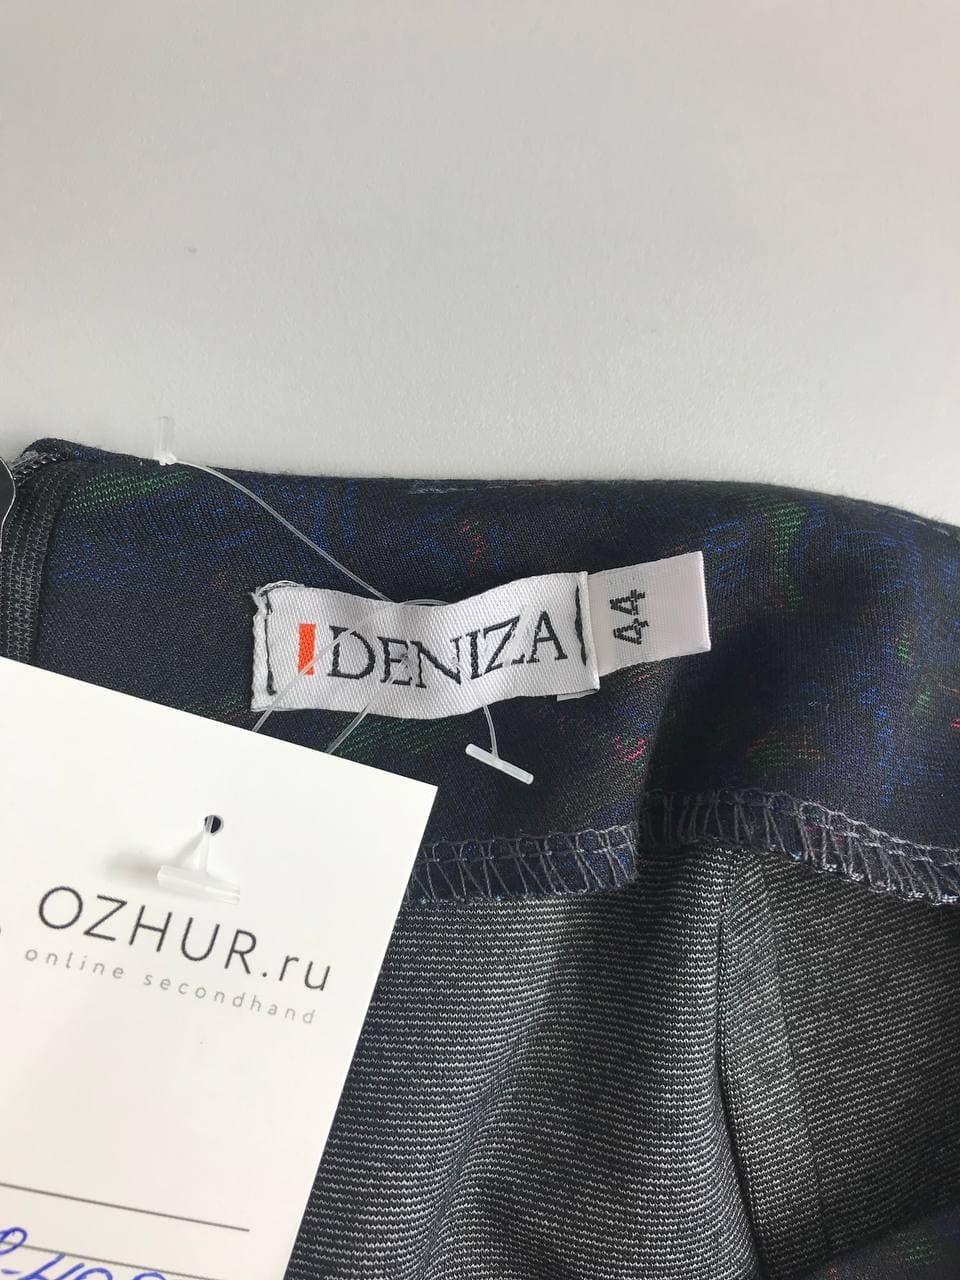 DENIZA
44
OZHUR.ru
online secondhand